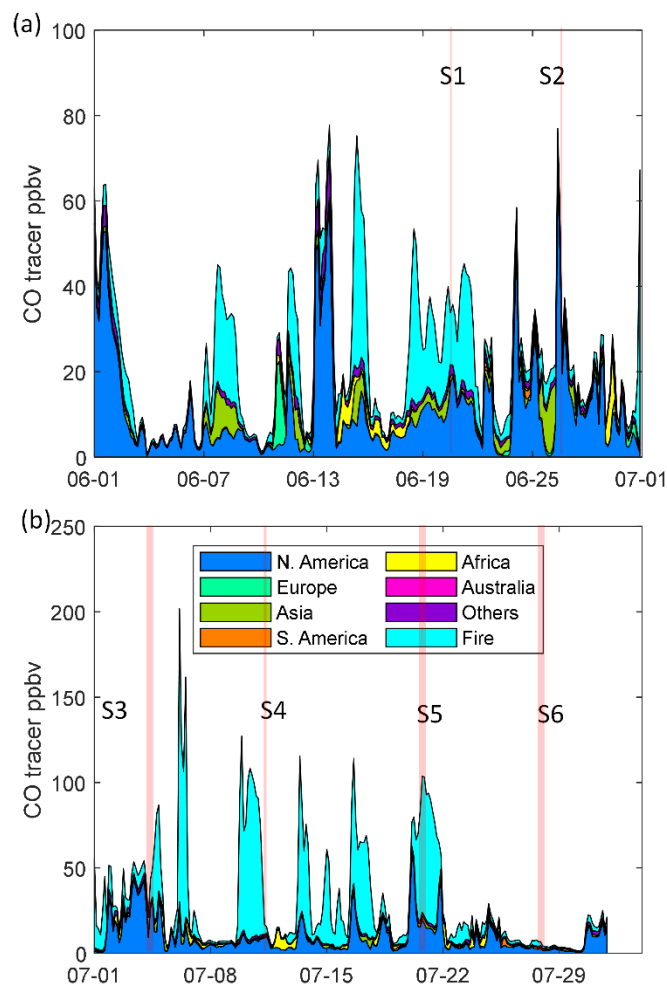 (a)
100
80
60
40
20
0
CO tracer ppbv
S1 S2
06-01 06-07 06-13 06-19 06-25 07-01
(b)
250
200
150
100
50
0
CO tracer ppbv
N. America Africa
Europe Australia
Asia Others
S. America Fire
S3 S4 S5 S6
07-01 07-08 07-15 07-22 07-29